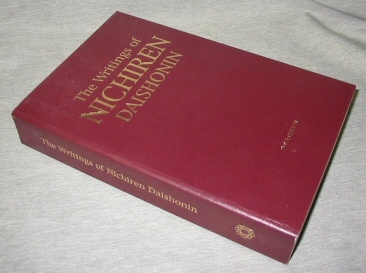 The Writings of
NICHIREN
DAISHONIN
The Writings of Nichiren Daishonin